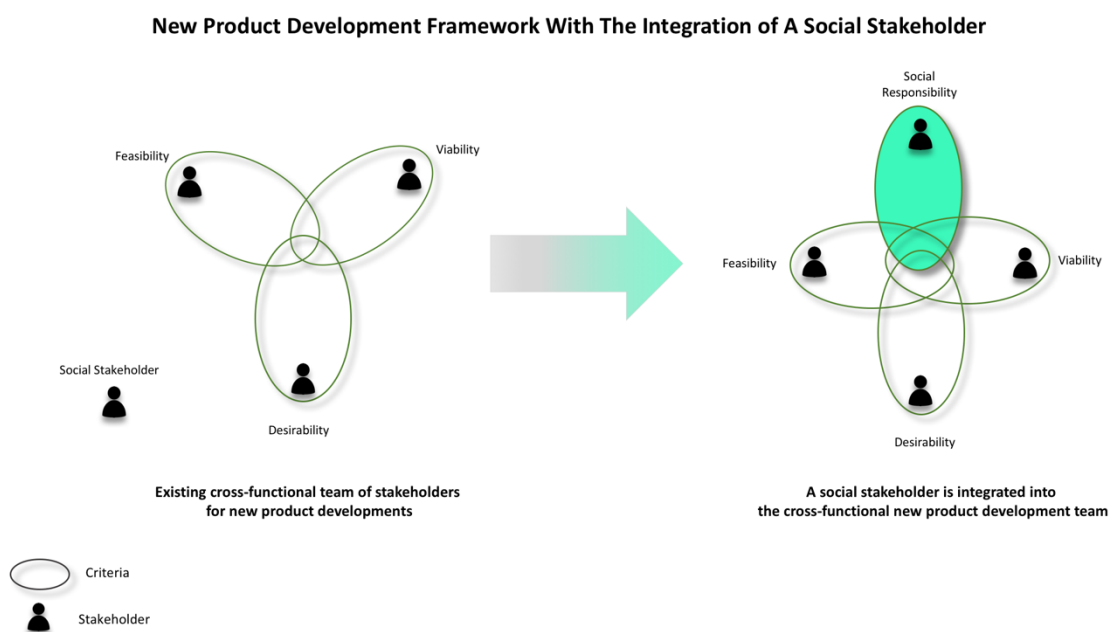 New Product Development Framework With The Integration of A Social Stakeholder
Feasibility
Viability
Social Stakeholder
Desirability
Existing cross-functional team of stakeholders
for new product developments
Social
Responsibility
Feasibility
Viability
Desirability
A social stakeholder is integrated into
the cross-functional new product development team
Criteria
Stakeholder